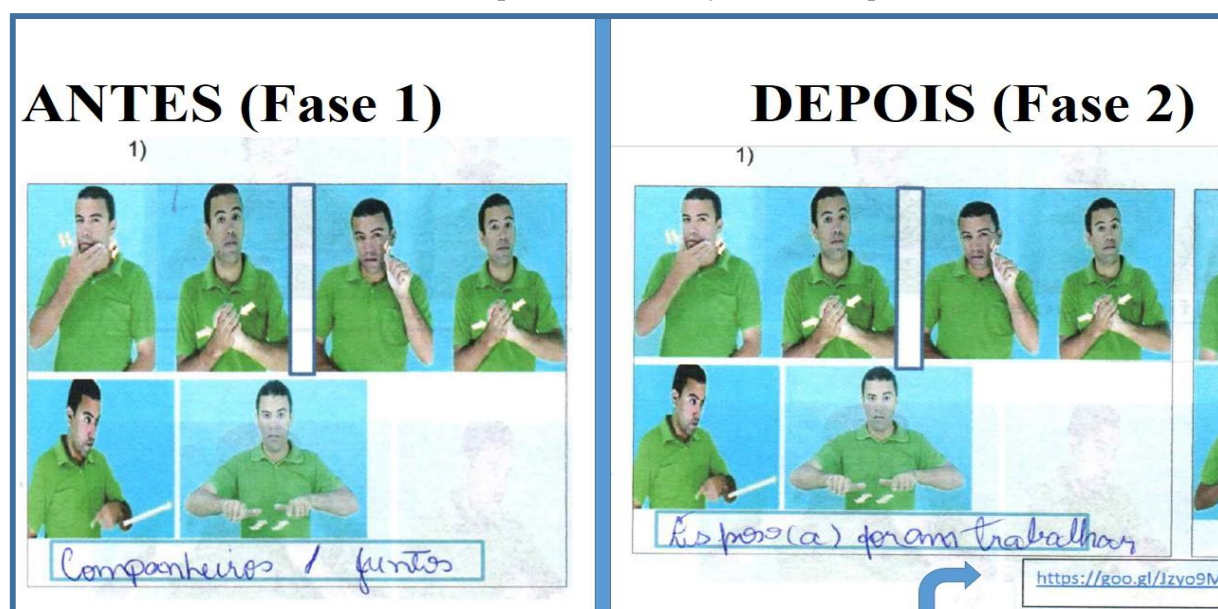 ANTES (Fase 1)
1)
Companheiros / juntos
DEPOIS (Fase 2)
1)
Esposo(a) foram trabalhar
https://goo.gl/Jzyo9M